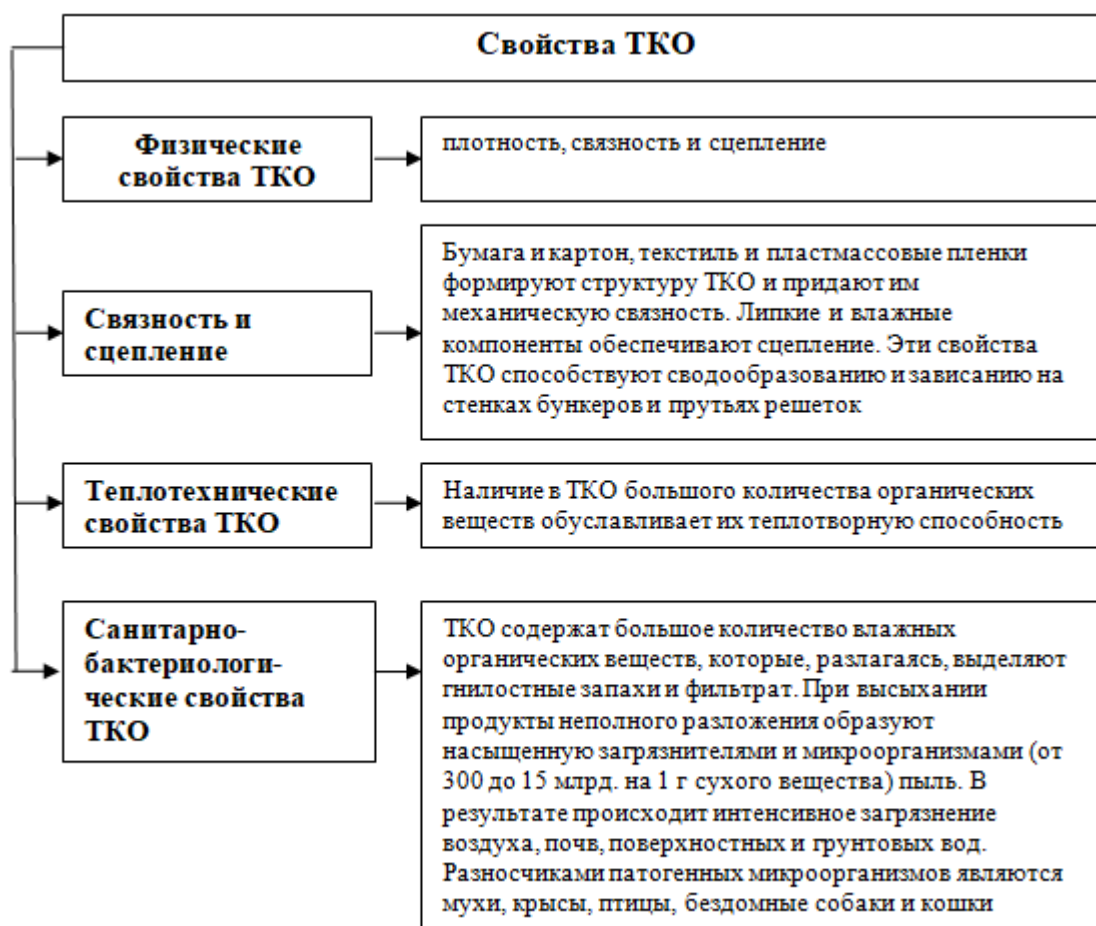 Свойства ТКО
Физические
свойства ТКО
плотность, связность и сцепление
Связность и
сцепление
Бумага и картон, текстиль и пластмассовые пленки
формируют структуру ТКО и придают им
механическую связность. Липкие и влажные
компоненты обеспечивают сцепление. Эти свойства
ТКО способствуют сводообразованию и зависанию на
стенках бункеров и прутьях решеток
Теплотехнические
свойства ТКО
Наличие в ТКО большого количества органических
веществ обуславливает их теплотворную способность
Санитарно-
бактериологи-
ческие свойства
ТКО
ТКО содержат большое количество влажных
органических веществ, которые, разлагаясь, выделяют
гнилостные запахи и фильтрат. При высыхании
продукты неполного разложения образуют
насыщенную загрязнителями и микроорганизмами (от
300 до 15 млрд. на 1 г сухого вещества) пыль. В
результате происходит интенсивное загрязнение
воздуха, почв, поверхностных и грунтовых вод.
Разносчиками патогенных микроорганизмов являются
мухи, крысы, птицы, бездомные собаки и кошки